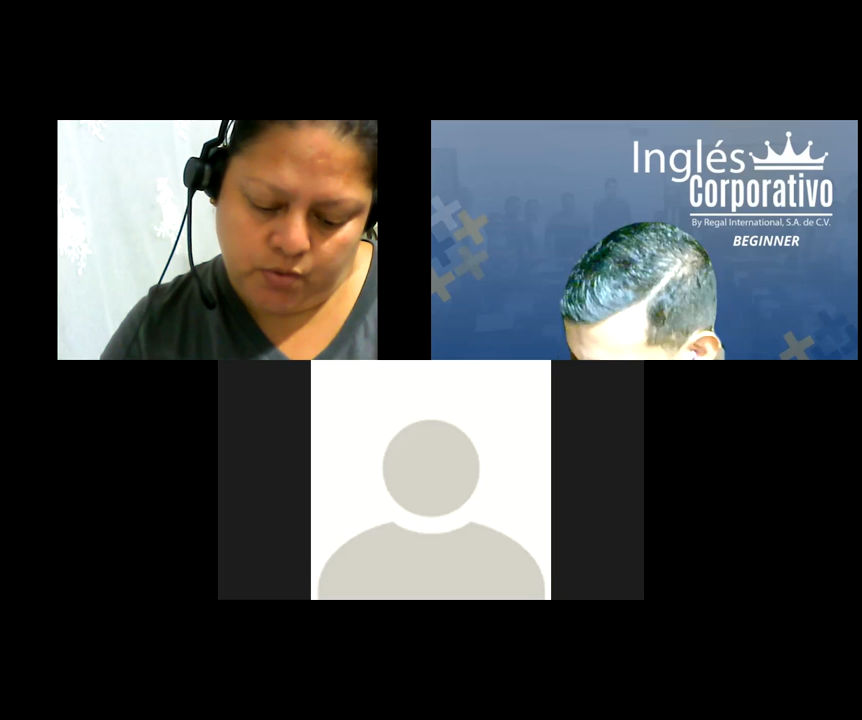 Inglés
Corporativo
By Regal International, S.A. de C.V.
BEGINNER